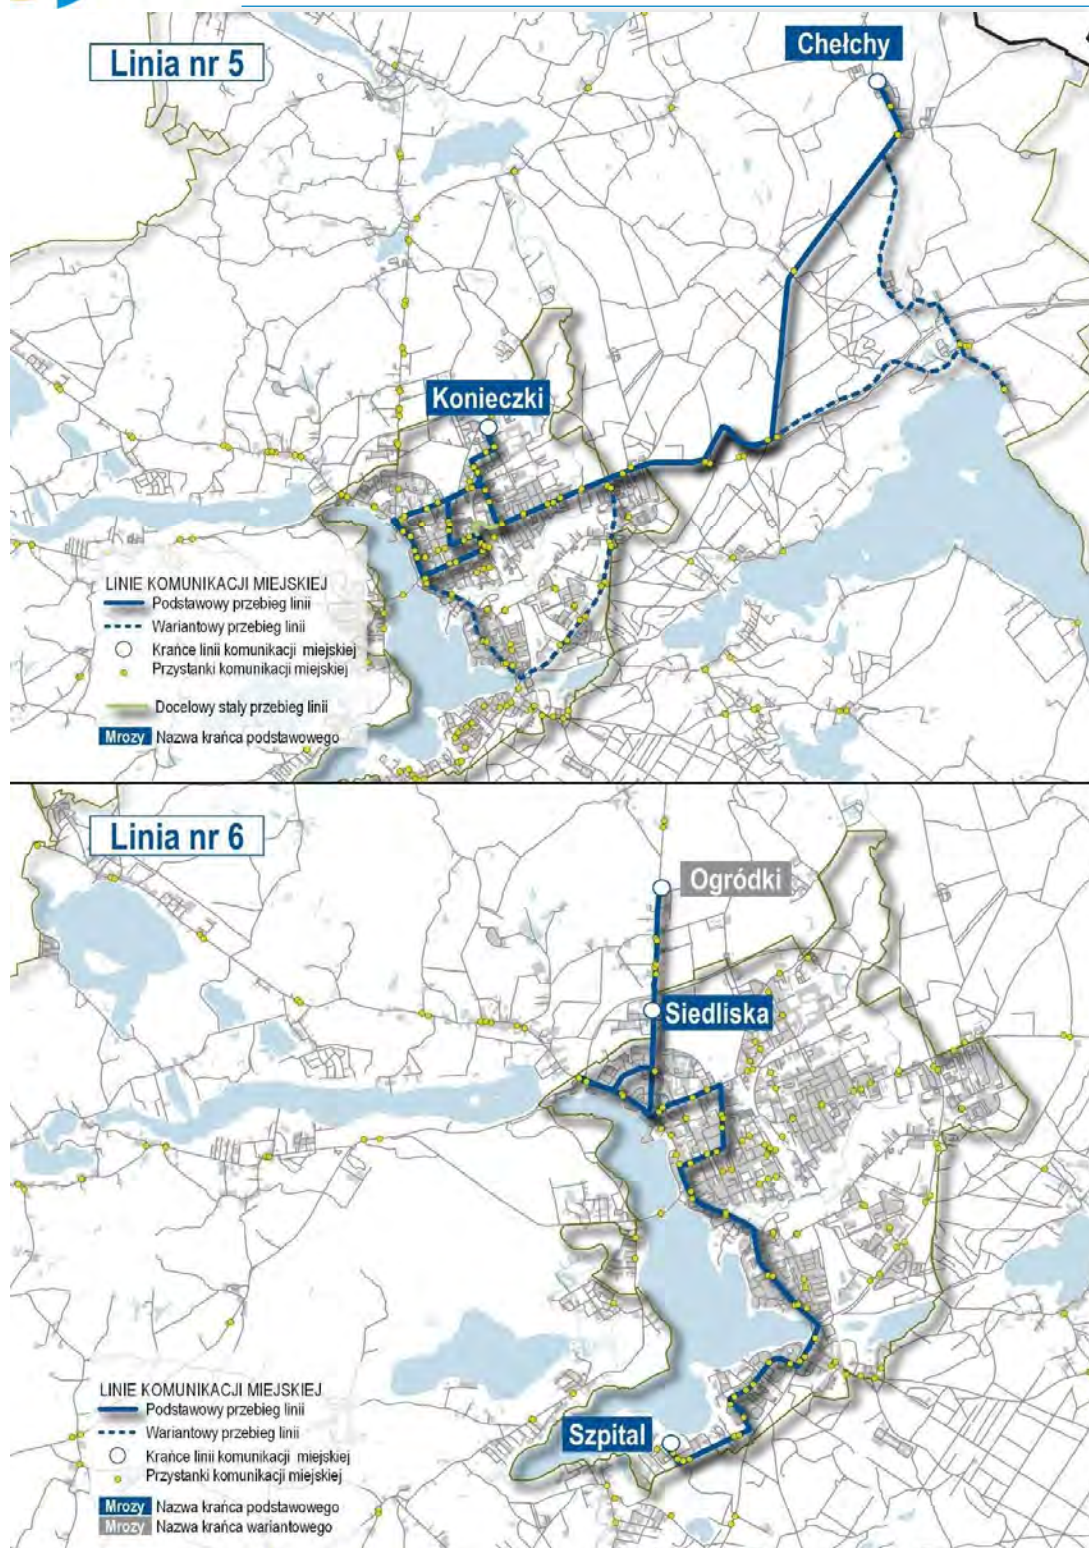 Linia nr 5
Chełchy
Konieczki
LINIE KOMUNIKACJI MIEJSKIEJ
Podstawowy przebieg linii
Wariantowy przebieg linii
Krańce linii komunikacji miejskiej
Przystanki komunikacji miejskiej
Docelowy stały przebieg linii
Mrozy Nazwa krańca podstawowego
Linia nr 6
Ogródki
Siedliska
Szpital
LINIE KOMUNIKACJI MIEJSKIEJ
Podstawowy przebieg linii
Wariantowy przebieg linii
Krańce linii komunikacji miejskiej
Przystanki komunikacji miejskiej
Mrozy Nazwa krańca podstawowego
Mrozy Nazwa krańca wariantowego